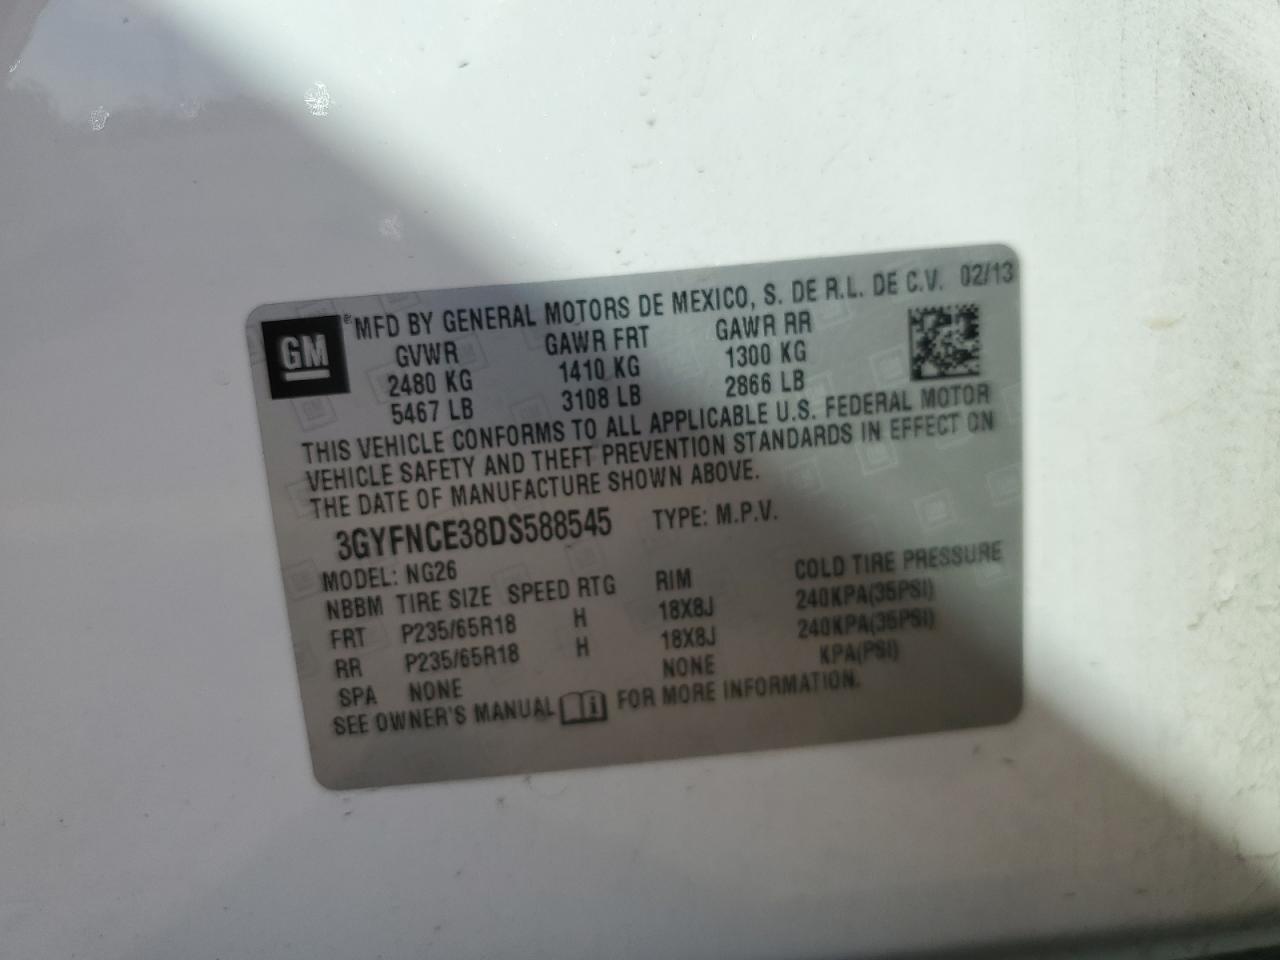 GM
®MFD BY GENERAL MOTORS DE MEXICO, S. DE R.L. DE C.V. 02/13
GVWR GAWR FRT GAWR RR
2480 KG 1410 KG 1300 KG
5467 LB 3108 LB 2866 LB
THIS VEHICLE CONFORMS TO ALL APPLICABLE U.S. FEDERAL MOTOR
VEHICLE SAFETY AND THEFT PREVENTION STANDARDS IN EFFECT ON
THE DATE OF MANUFACTURE SHOWN ABOVE.
3GYFNCE38DS588545 TYPE: M.P.V.
MODEL: NG26
NBBM TIRE SIZE SPEED RTG RIM COLD TIRE PRESSURE
FRT P235/65R18 H 18X8J 240KPA(35PSI)
RR P235/65R18 H 18X8J 240KPA(35PSI)
SPA NONE NONE KPA(PSI)
SEE OWNER'S MANUAL FOR MORE INFORMATION.